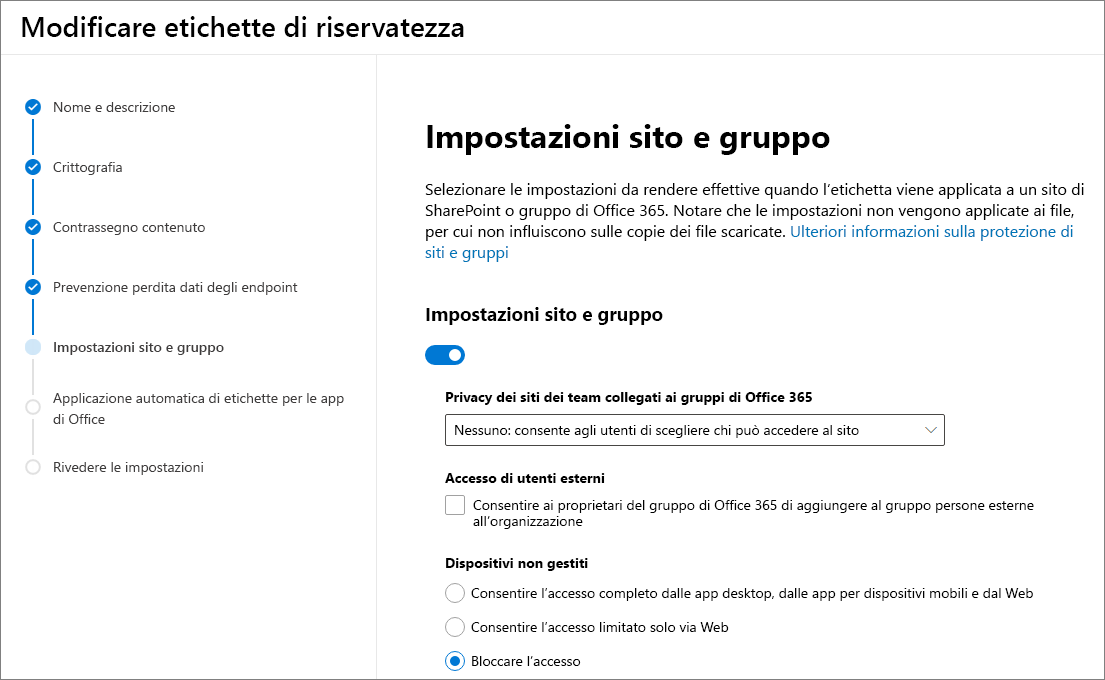 Modificare etichette di riservatezza
Nome e descrizione
Crittografia
Contrassegno contenuto
Prevenzione perdita dati degli endpoint
Impostazioni sito e gruppo
Applicazione automatica di etichette per le app
di Office
Rivedere le impostazioni
Impostazioni sito e gruppo
Selezionare le impostazioni da rendere effettive quando l’etichetta viene applicata a un sito di
SharePoint o gruppo di Office 365. Notare che le impostazioni non vengono applicate ai file,
per cui non influiscono sulle copie dei file scaricate. Ulteriori informazioni sulla protezione di
siti e gruppi
Impostazioni sito e gruppo
Privacy dei siti dei team collegati ai gruppi di Office 365
Nessuno: consente agli utenti di scegliere chi può accedere al sito
Accesso di utenti esterni
Consentire ai proprietari del gruppo di Office 365 di aggiungere al gruppo persone esterne
all’organizzazione
Dispositivi non gestiti
Consentire l’accesso completo dalle app desktop, dalle app per dispositivi mobili e dal Web
Consentire l’accesso limitato solo via Web
Bloccare l’accesso